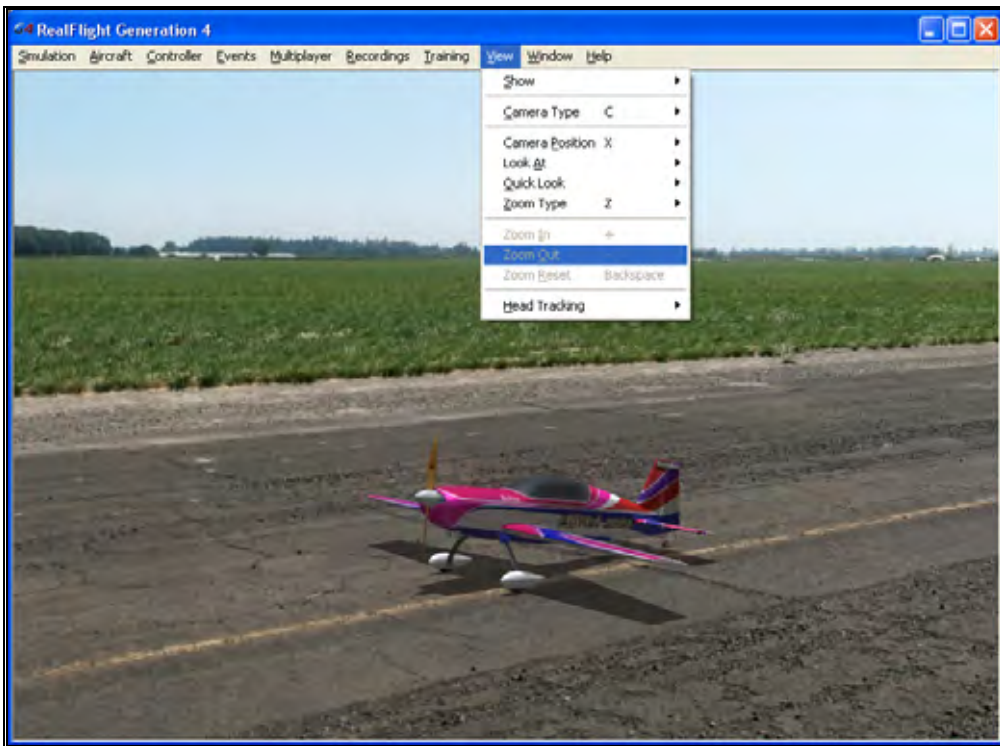 RealFlight Generation 4
Simulation Aircraft Controller Events Multiplayer Recordings Training View Window Help
Show
Camera Type C
Camera Position X
Look At
Quick Look
Zoom Type Z
Zoom In +
Zoom Out
Zoom Reset Backspace
Head Tracking